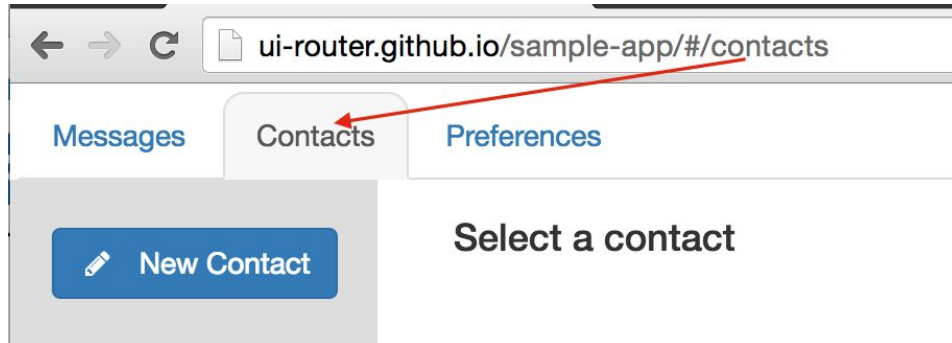 ui-router.github.io/sample-app/#/contacts
Messages Contacts Preferences
New Contact
Select a contact